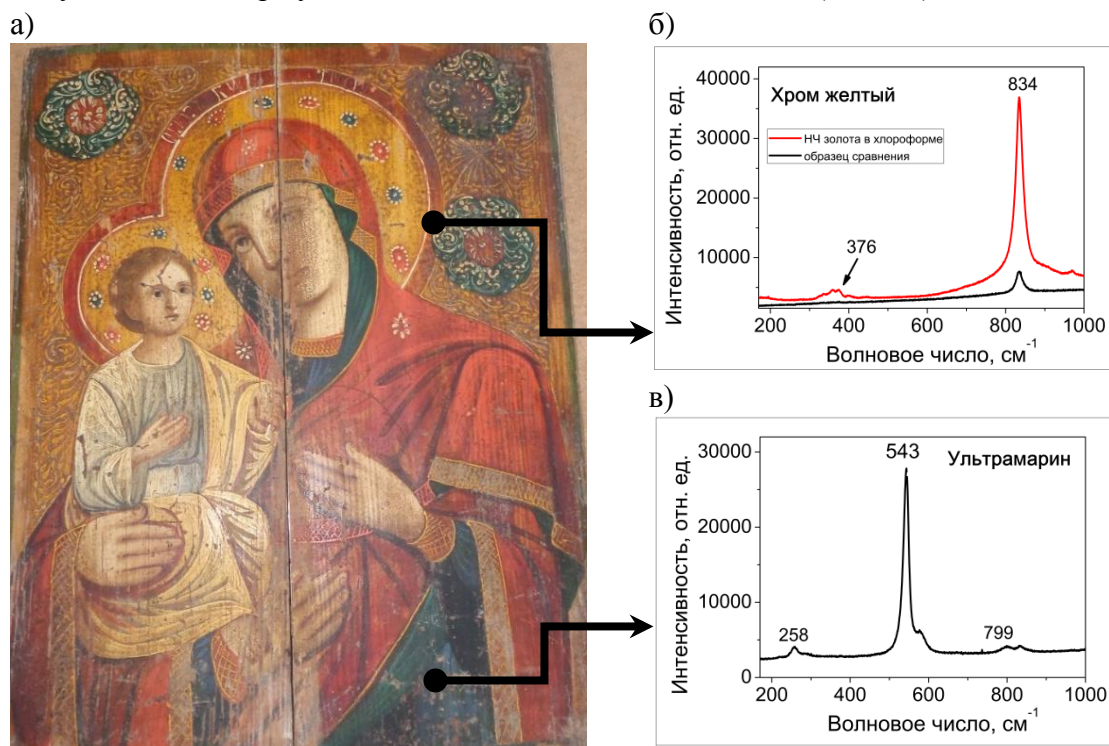 а)
б)
40000
30000
20000
10000
Хром желтый
НЧ золота в хлороформе
образец сравнения
834
376
200 400 600 800 1000
Интенсивность, отн. ед.
Волновое число, см⁻¹
в)
30000
20000
10000
0
Ультрамарин
543
258
799
200 400 600 800 1000
Интенсивность, отн. ед.
Волновое число, см⁻¹